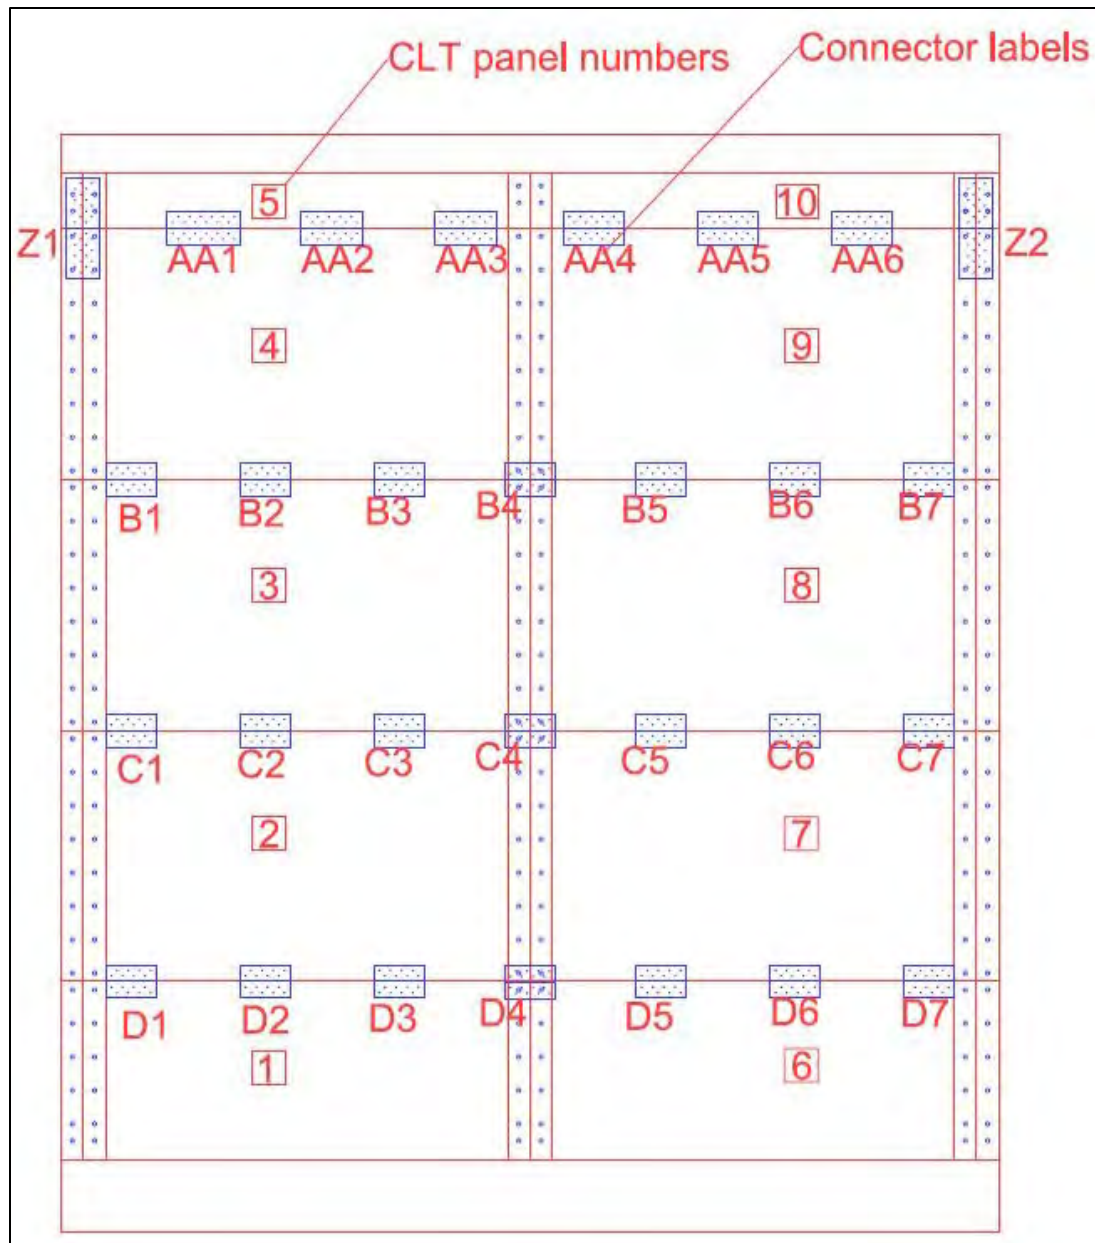 CLT panel numbers
Connector labels
5
10
Z1
AA1
AA2
AA3
AA4
AA5
AA6
Z2
4
9
B1
B2
B3
B4
B5
B6
B7
3
8
C1
C2
C3
C4
C5
C6
C7
2
7
D1
D2
D3
D4
D5
D6
D7
1
6